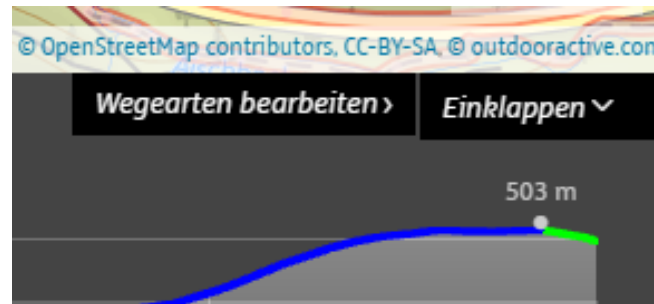 © OpenStreetMap contributors, CC-BY-SA, © outdooractive.com
Wegearten bearbeiten ›
Einklappen
503 m